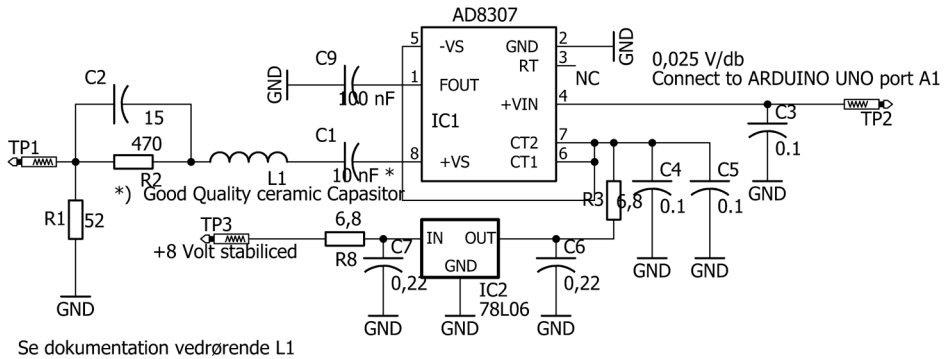 AD8307
5
-VS
GND
2
GND
RT
3
NC
0,025 V/db
Connect to ARDUINO UNO port A1
C9
GND
100 nF
1
FOUT
IC1
+VIN
4
C3
0.1
GND
TP2
C2
15
TP1
470
R2
L1
C1
10 nF *
8
+VS
CT2
7
CT1
6
*) Good Quality ceramic Capasitor
R1
52
GND
R3
6,8
C4
0.1
GND
C5
0.1
GND
TP3
+8 Volt stabiliced
6,8
R8
C7
0,22
GND
IN
OUT
GND
IC2
78L06
GND
C6
0,22
GND
Se dokumentation vedrørende L1